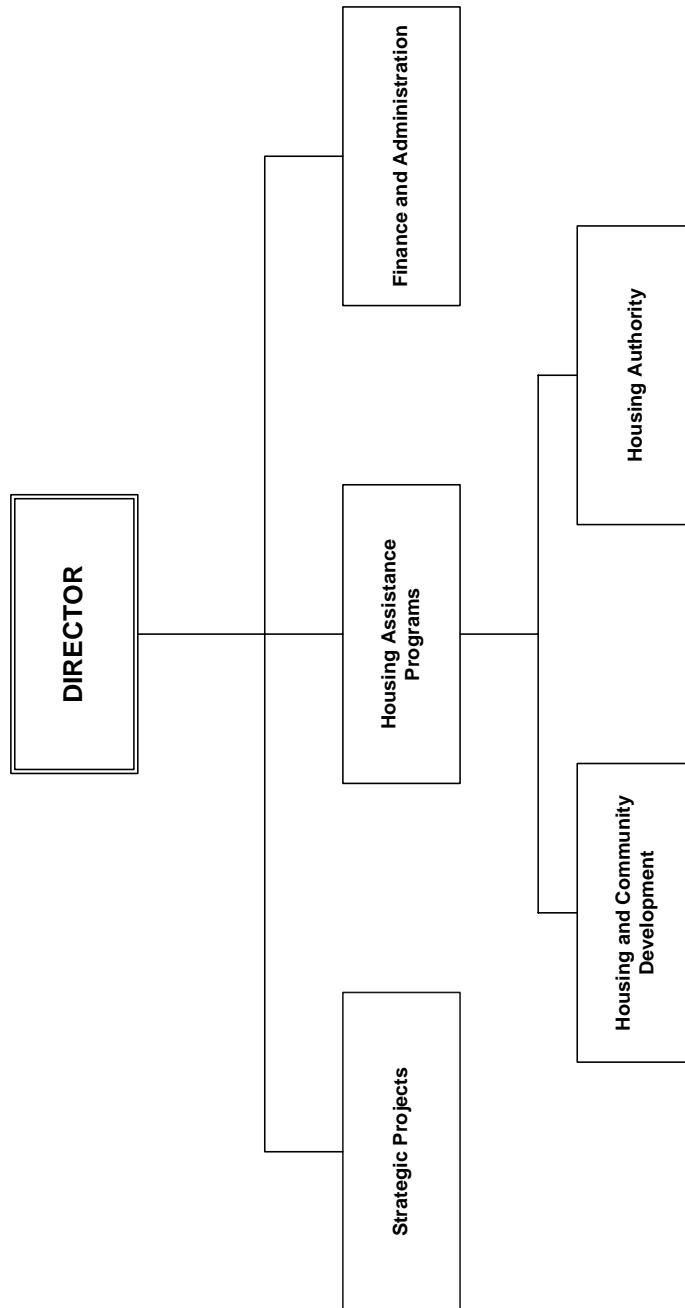 DIRECTOR
Strategic Projects
Housing Assistance
Programs
Finance and Administration
Housing and Community
Development
Housing Authority